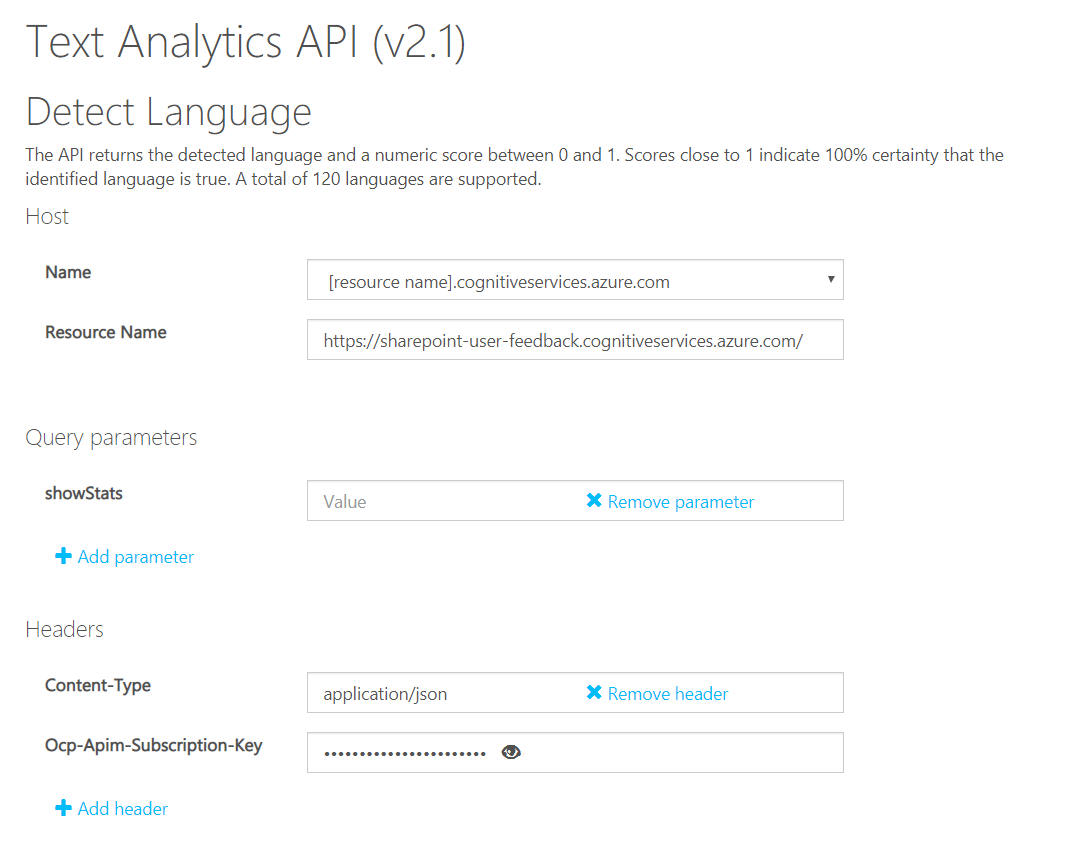 Text Analytics API (v2.1)
Detect Language
The API returns the detected language and a numeric score between 0 and 1. Scores close to 1 indicate 100% certainty that the
identified language is true. A total of 120 languages are supported.
Host
Name
[resource name].cognitiveservices.azure.com
Resource Name
https://sharepoint-user-feedback.cognitiveservices.azure.com/
Query parameters
showStats
Value
Remove parameter
Add parameter
Headers
Content-Type
application/json
Remove header
Ocp-Apim-Subscription-Key
•••••••••••••••••••••••
Add header